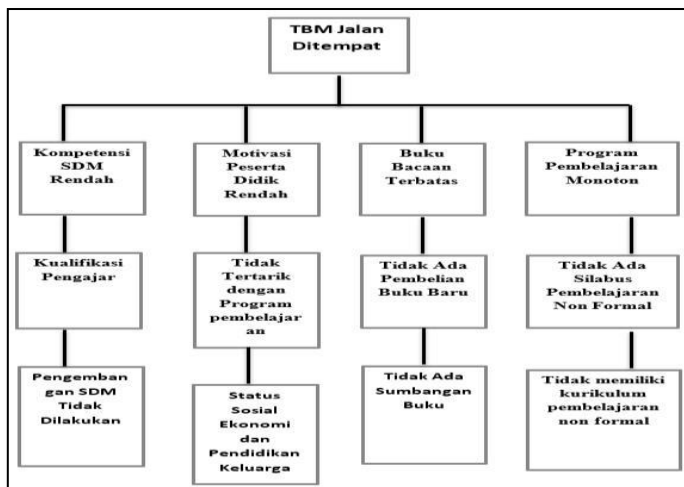 TBM Jalan
Ditempat
Kompetensi
SDM
Rendah
Motivasi
Peserta
Didik
Rendah
Buku
Bacaan
Terbatas
Program
Pembelajaran
Monoton
Kualifikasi
Pengajar
Tidak
Tertarik
dengan
Program
pembelajar
an
Tidak Ada
Pembelian
Buku Baru
Tidak Ada
Silabus
Pembelajaran
Non Formal
Pengemban
gan SDM
Tidak
Dilakukan
Status
Sosial
Ekonomi
dan
Pendidikan
Keluarga
Tidak Ada
Sumbangan
Buku
Tidak memiliki
kurikulum
pembelajaran
non formal